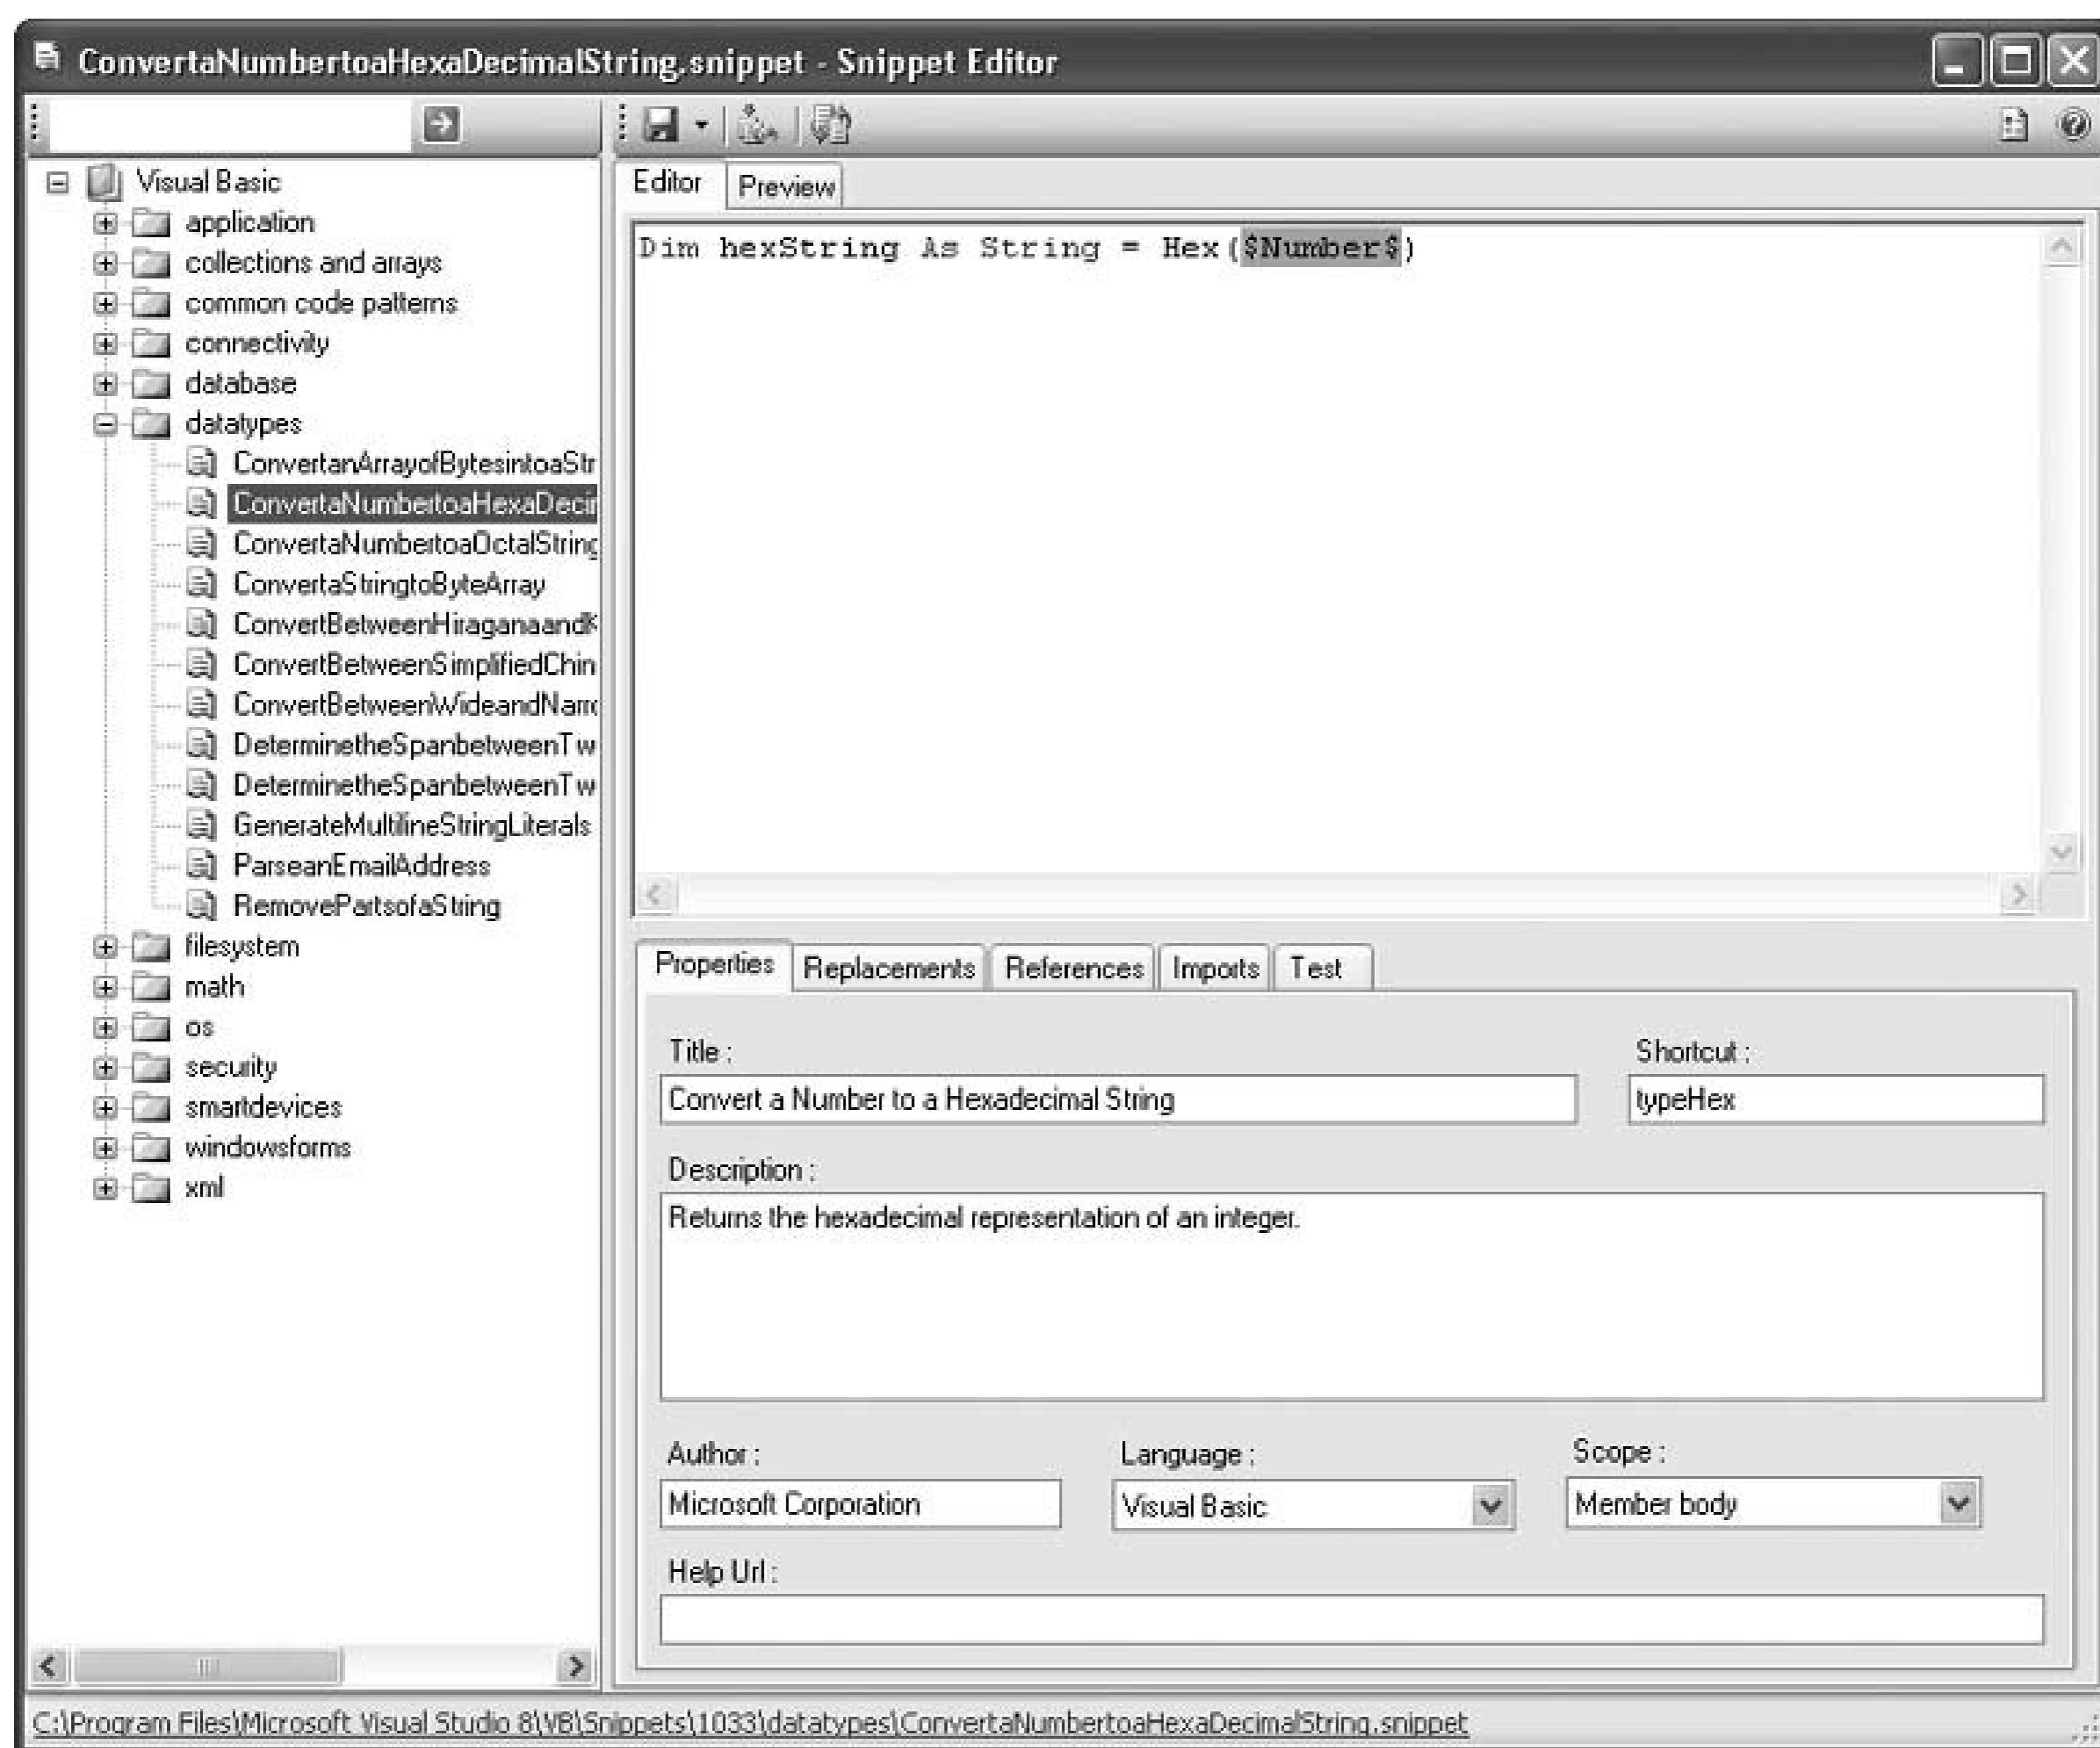 ConvertaNumbertoaHexaDecimalString.snippet - Snippet Editor
Visual Basic
application
collections and arrays
common code patterns
connectivity
database
datatypes
ConvertanArrayofBytesintoaStr
ConvertaNumbertoaHexaDecim
ConvertaNumbertoaOctalString
ConvertaStringtoByteArray
ConvertBetweenHiraganaandK
ConvertBetweenSimplifiedChin
ConvertBetweenWideandNarro
DeterminetheSpanbetweenTw
DeterminetheSpanbetweenTw
GenerateMultilineStringLiterals
ParseanEmailAddress
RemovePartsofaString
filesystem
math
os
security
smartdevices
windowsforms
xml
Editor Preview
Dim hexString As String = Hex($Number$)
Properties Replacements References Imports Test
Title : Shortcut :
Convert a Number to a Hexadecimal String typeHex
Description :
Returns the hexadecimal representation of an integer.
Author : Language : Scope :
Microsoft Corporation Visual Basic Member body
Help Url :
C:\Program Files\Microsoft Visual Studio 8\VB\Snippets\1033\datatypes\ConvertaNumbertoaHexaDecimalString.snippet